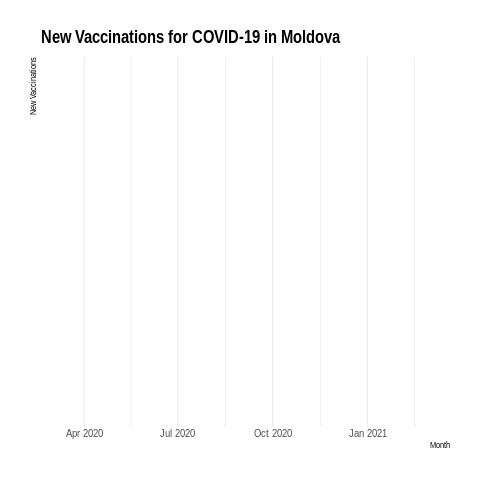 New Vaccinations for COVID-19 in Moldova
New Vaccinations
Apr 2020
Jul 2020
Oct 2020
Jan 2021
Month